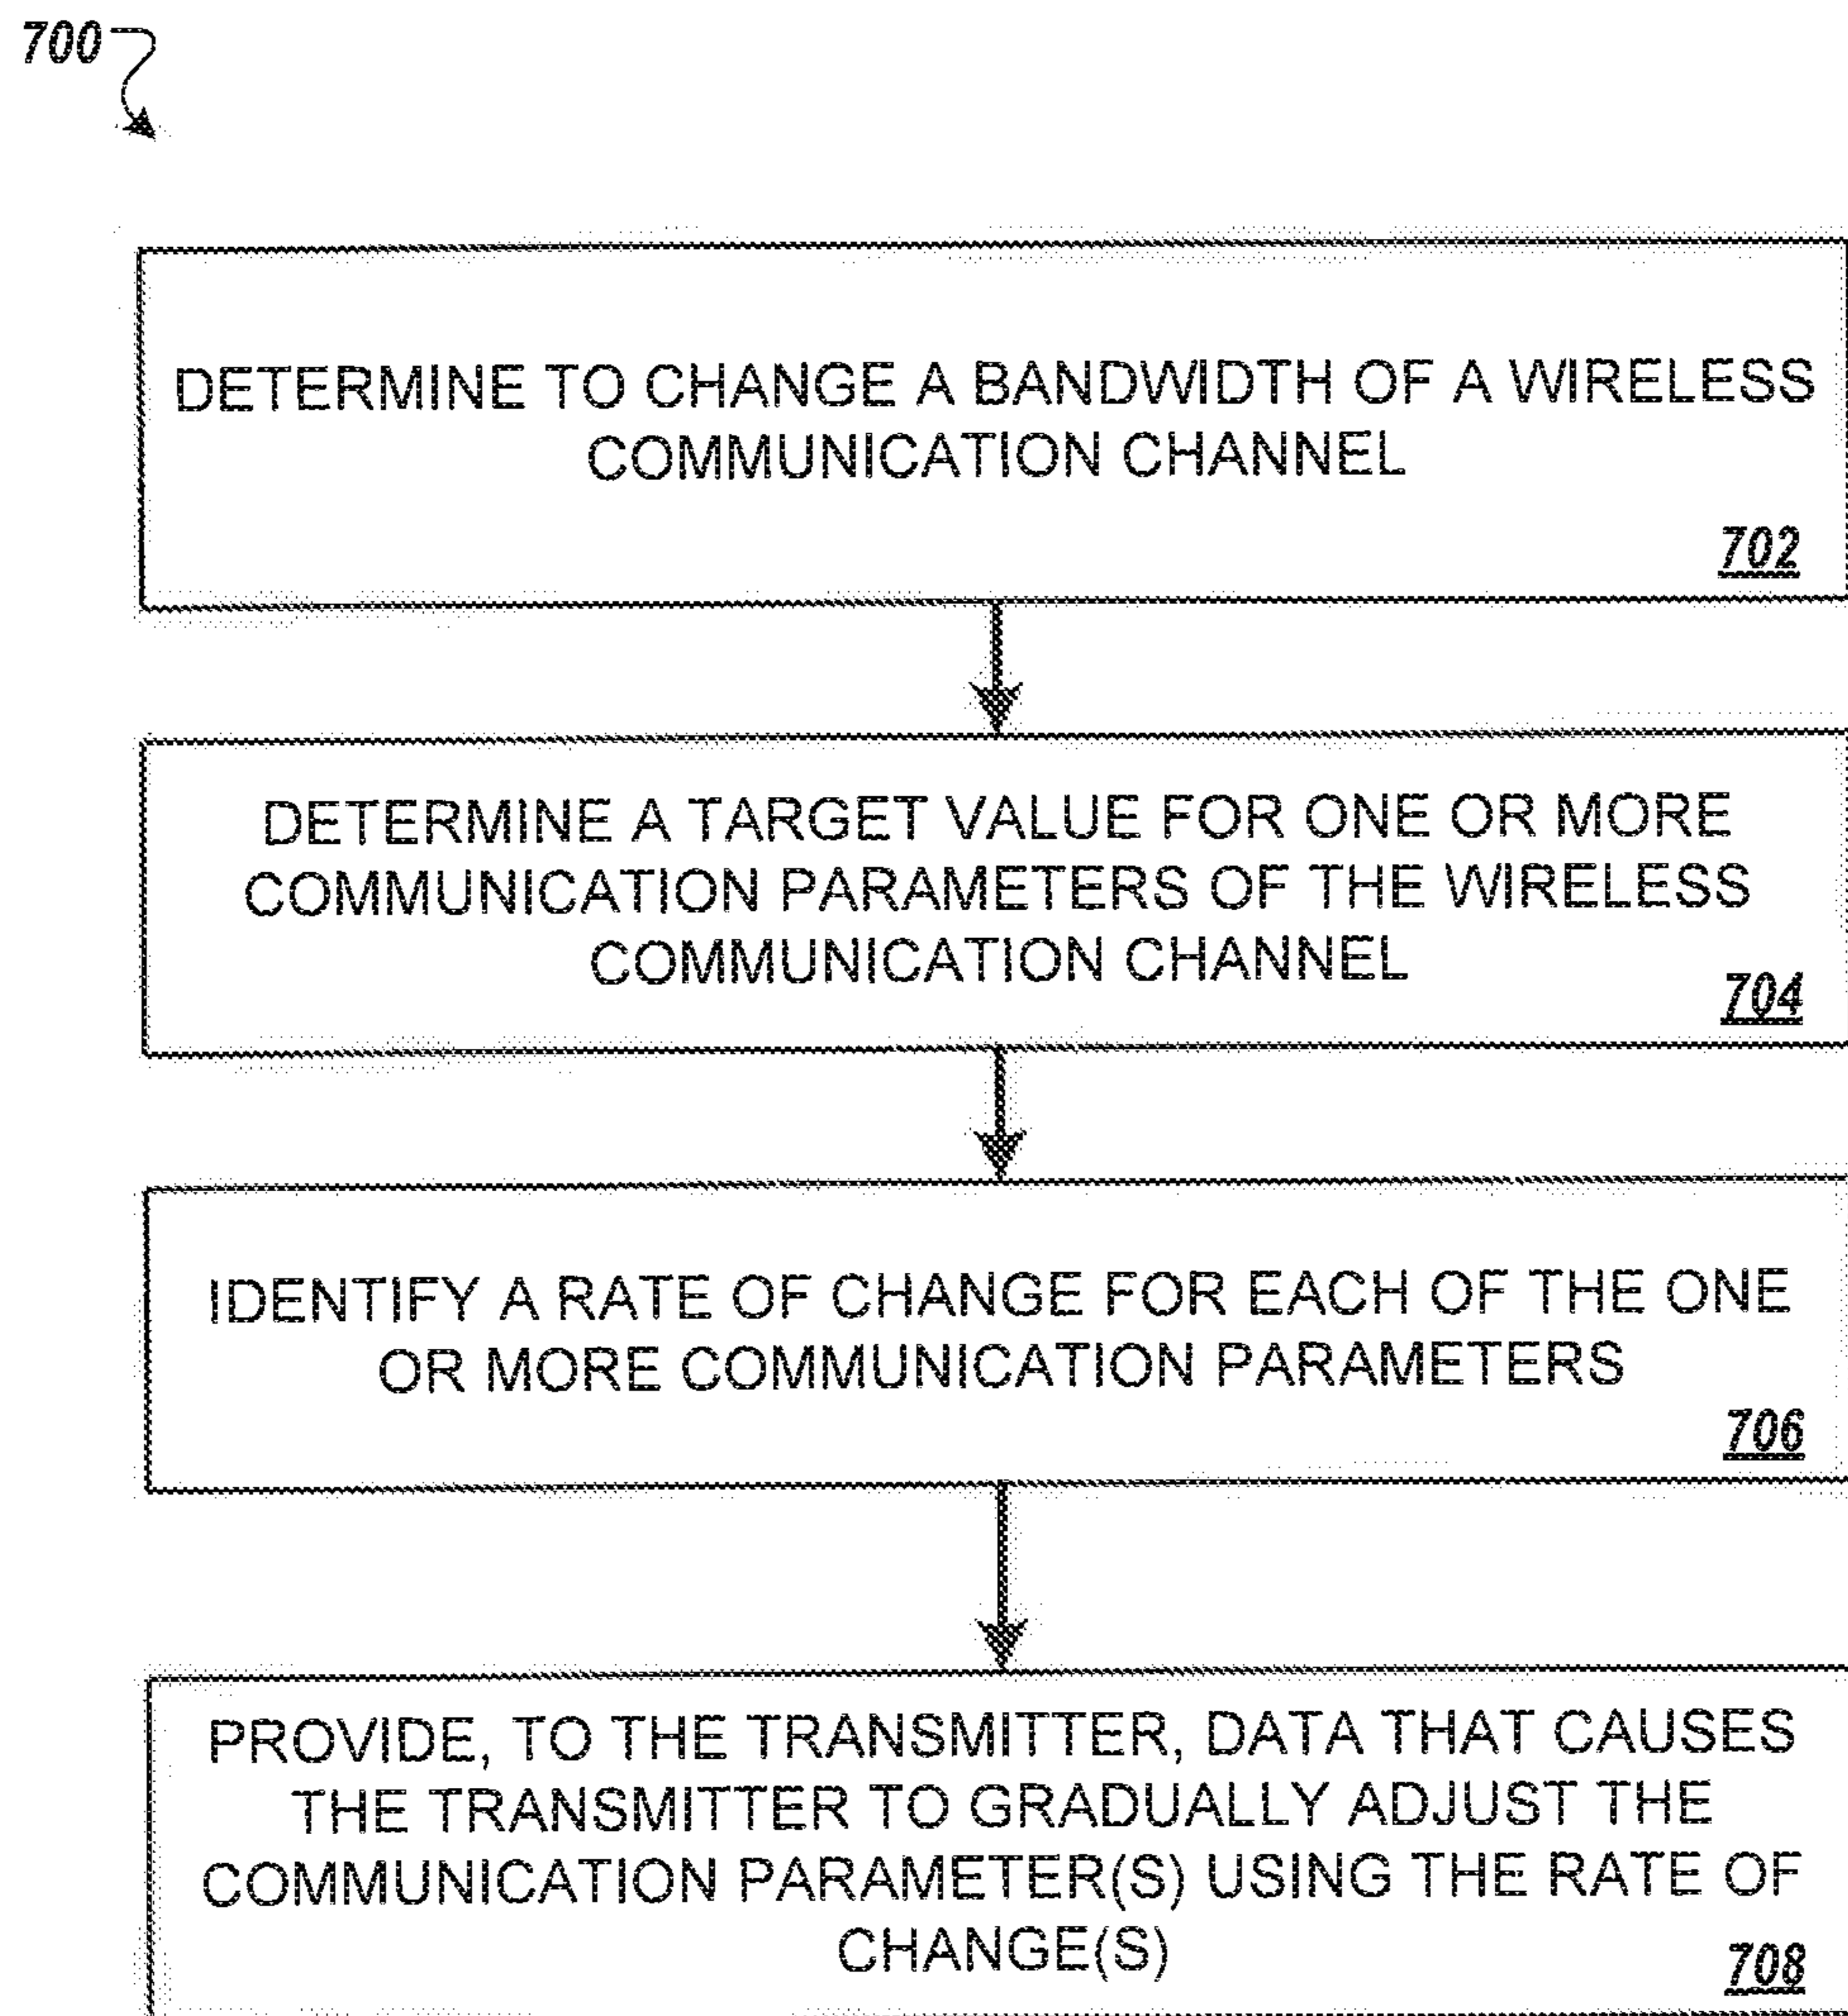 700
DETERMINE TO CHANGE A BANDWIDTH OF A WIRELESS
COMMUNICATION CHANNEL
702
DETERMINE A TARGET VALUE FOR ONE OR MORE
COMMUNICATION PARAMETERS OF THE WIRELESS
COMMUNICATION CHANNEL
704
IDENTIFY A RATE OF CHANGE FOR EACH OF THE ONE
OR MORE COMMUNICATION PARAMETERS
706
PROVIDE, TO THE TRANSMITTER, DATA THAT CAUSES
THE TRANSMITTER TO GRADUALLY ADJUST THE
COMMUNICATION PARAMETER(S) USING THE RATE OF
CHANGE(S)
708